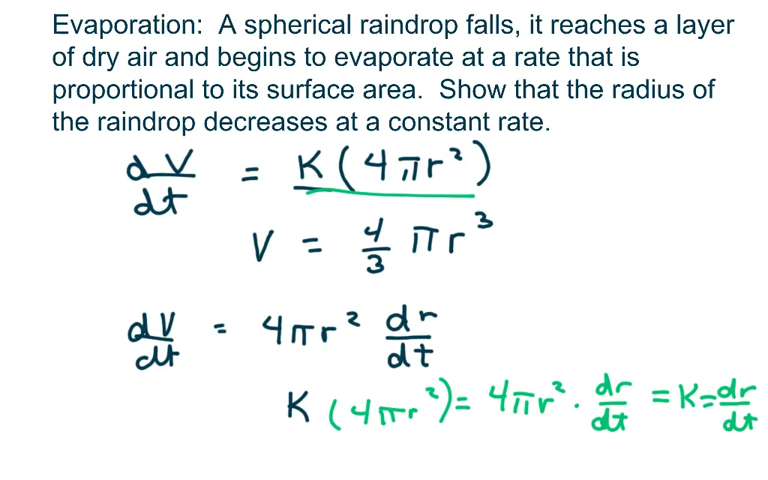 Evaporation: A spherical raindrop falls, it reaches a layer
of dry air and begins to evaporate at a rate that is
proportional to its surface area. Show that the radius of
the raindrop decreases at a constant rate.
dV/dt = K(4πr²)
V = 4/3 πr³
dV/dt = 4πr² dr/dt
K(4πr²) = 4πr² · dr/dt = K = dr/dt